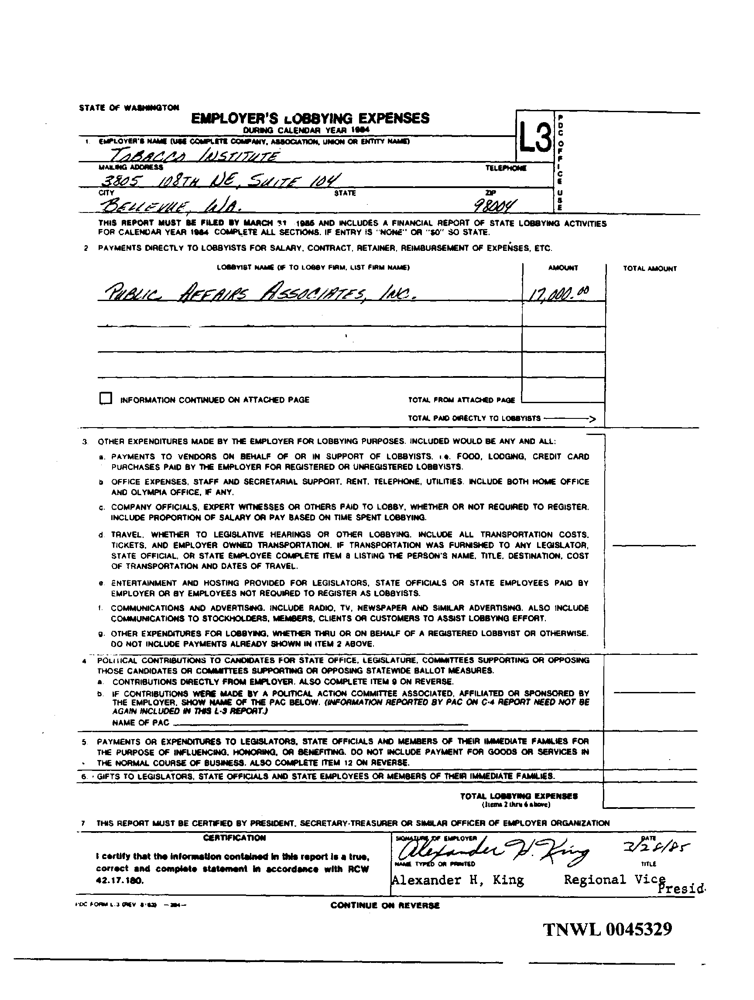 STATE OF WASHINGTON
EMPLOYER'S LOBBYING EXPENSES
DURING CALENDAR YEAR 1984
L3
PDC OFFICE USE
1. EMPLOYER'S NAME (USE COMPLETE COMPANY, ASSOCIATION, UNION OR ENTITY NAME)
TOBACCO INSTITUTE
MAILING ADDRESS TELEPHONE
3805 108TH NE, SUITE 104
CITY STATE ZIP
BELLEVUE, WA. 98004
THIS REPORT MUST BE FILED BY MARCH 31 1985 AND INCLUDES A FINANCIAL REPORT OF STATE LOBBYING ACTIVITIES
FOR CALENDAR YEAR 1984 COMPLETE ALL SECTIONS. IF ENTRY IS "NONE" OR "$0" SO STATE.
2 PAYMENTS DIRECTLY TO LOBBYISTS FOR SALARY, CONTRACT, RETAINER, REIMBURSEMENT OF EXPENSES, ETC.
LOBBYIST NAME (IF TO LOBBY FIRM, LIST FIRM NAME) AMOUNT TOTAL AMOUNT
PUBLIC AFFAIRS ASSOCIATES, INC. 17,000.00
INFORMATION CONTINUED ON ATTACHED PAGE TOTAL FROM ATTACHED PAGE
TOTAL PAID DIRECTLY TO LOBBYISTS
3 OTHER EXPENDITURES MADE BY THE EMPLOYER FOR LOBBYING PURPOSES. INCLUDED WOULD BE ANY AND ALL:
a. PAYMENTS TO VENDORS ON BEHALF OF OR IN SUPPORT OF LOBBYISTS. i.e. FOOD, LODGING, CREDIT CARD
PURCHASES PAID BY THE EMPLOYER FOR REGISTERED OR UNREGISTERED LOBBYISTS.
b OFFICE EXPENSES, STAFF AND SECRETARIAL SUPPORT, RENT, TELEPHONE, UTILITIES. INCLUDE BOTH HOME OFFICE
AND OLYMPIA OFFICE, IF ANY.
c. COMPANY OFFICIALS, EXPERT WITNESSES OR OTHERS PAID TO LOBBY, WHETHER OR NOT REQUIRED TO REGISTER.
INCLUDE PROPORTION OF SALARY OR PAY BASED ON TIME SPENT LOBBYING.
d. TRAVEL, WHETHER TO LEGISLATIVE HEARINGS OR OTHER LOBBYING. INCLUDE ALL TRANSPORTATION COSTS,
TICKETS, AND EMPLOYER OWNED TRANSPORTATION. IF TRANSPORTATION WAS FURNISHED TO ANY LEGISLATOR,
STATE OFFICIAL, OR STATE EMPLOYEE COMPLETE ITEM 8 LISTING THE PERSON'S NAME, TITLE, DESTINATION, COST
OF TRANSPORTATION AND DATES OF TRAVEL.
e. ENTERTAINMENT AND HOSTING PROVIDED FOR LEGISLATORS, STATE OFFICIALS OR STATE EMPLOYEES PAID BY
EMPLOYER OR BY EMPLOYEES NOT REQUIRED TO REGISTER AS LOBBYISTS.
f. COMMUNICATIONS AND ADVERTISING. INCLUDE RADIO, TV, NEWSPAPER AND SIMILAR ADVERTISING. ALSO INCLUDE
COMMUNICATIONS TO STOCKHOLDERS, MEMBERS, CLIENTS OR CUSTOMERS TO ASSIST LOBBYING EFFORT.
g. OTHER EXPENDITURES FOR LOBBYING, WHETHER THRU OR ON BEHALF OF A REGISTERED LOBBYIST OR OTHERWISE.
DO NOT INCLUDE PAYMENTS ALREADY SHOWN IN ITEM 2 ABOVE.
4 POLITICAL CONTRIBUTIONS TO CANDIDATES FOR STATE OFFICE, LEGISLATURE, COMMITTEES SUPPORTING OR OPPOSING
THOSE CANDIDATES OR COMMITTEES SUPPORTING OR OPPOSING STATEWIDE BALLOT MEASURES.
a. CONTRIBUTIONS DIRECTLY FROM EMPLOYER. ALSO COMPLETE ITEM 9 ON REVERSE.
b. IF CONTRIBUTIONS WERE MADE BY A POLITICAL ACTION COMMITTEE ASSOCIATED, AFFILIATED OR SPONSORED BY
THE EMPLOYER, SHOW NAME OF THE PAC BELOW. (INFORMATION REPORTED BY PAC ON C-4 REPORT NEED NOT BE
AGAIN INCLUDED IN THIS L-3 REPORT.)
NAME OF PAC
5. PAYMENTS OR EXPENDITURES TO LEGISLATORS, STATE OFFICIALS AND MEMBERS OF THEIR IMMEDIATE FAMILIES FOR
THE PURPOSE OF INFLUENCING, HONORING, OR BENEFITING. DO NOT INCLUDE PAYMENT FOR GOODS OR SERVICES IN
THE NORMAL COURSE OF BUSINESS. ALSO COMPLETE ITEM 12 ON REVERSE.
6. GIFTS TO LEGISLATORS, STATE OFFICIALS AND STATE EMPLOYEES OR MEMBERS OF THEIR IMMEDIATE FAMILIES.
TOTAL LOBBYING EXPENSES
(Items 2 thru 6 above)
7 THIS REPORT MUST BE CERTIFIED BY PRESIDENT, SECRETARY-TREASURER OR SIMILAR OFFICER OF EMPLOYER ORGANIZATION
CERTIFICATION SIGNATURE OF EMPLOYER DATE
Alexander H. King 3/28/85
I certify that the information contained in this report is a true,
correct and complete statement in accordance with RCW
42.17.180.
NAME TYPED OR PRINTED TITLE
Alexander H, King Regional Vice
Presid.
PDC FORM L-3 (REV 8-83) -284-
CONTINUE ON REVERSE
TNWL 0045329